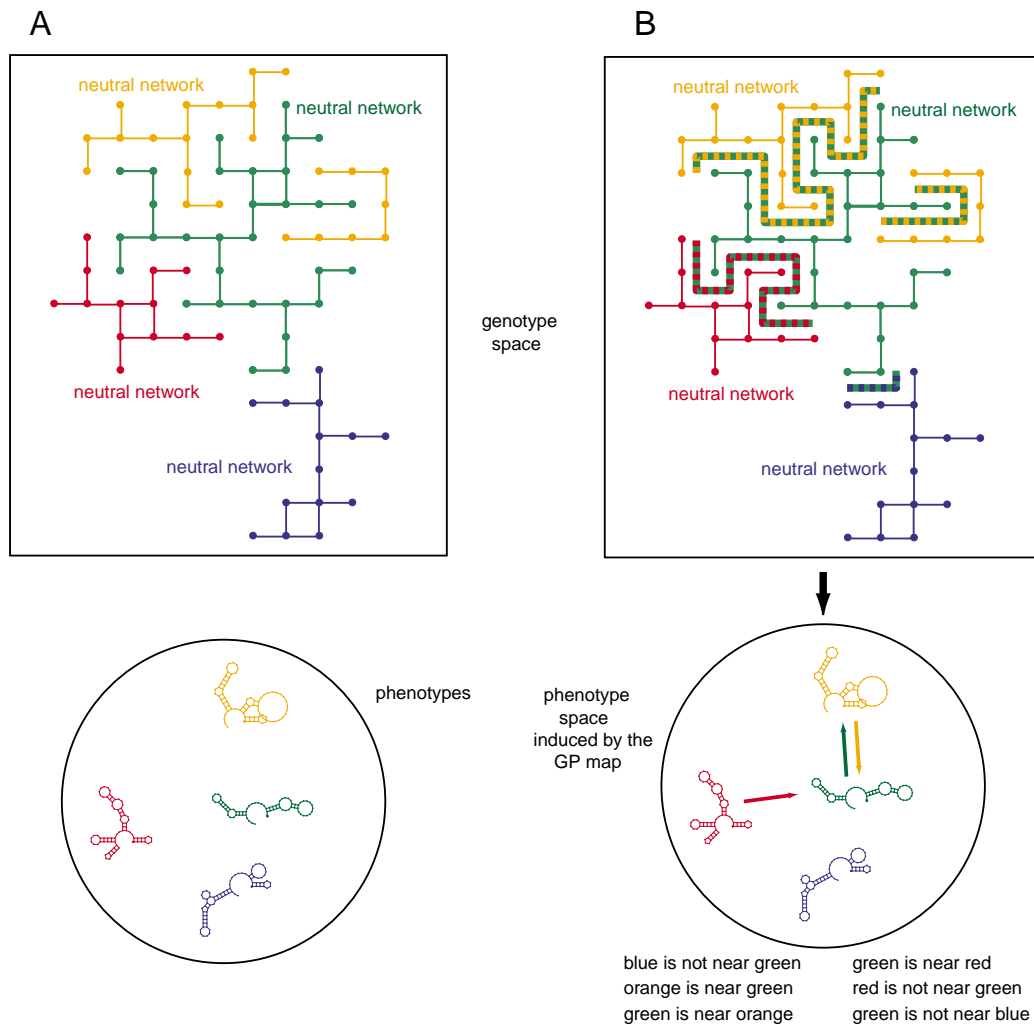 A
B
neutral network
neutral network
neutral network
neutral network
genotype
space
neutral network
neutral network
neutral network
neutral network
phenotypes
phenotype
space
induced by the
GP map
blue is not near green
orange is near green
green is near orange
green is near red
red is not near green
green is not near blue